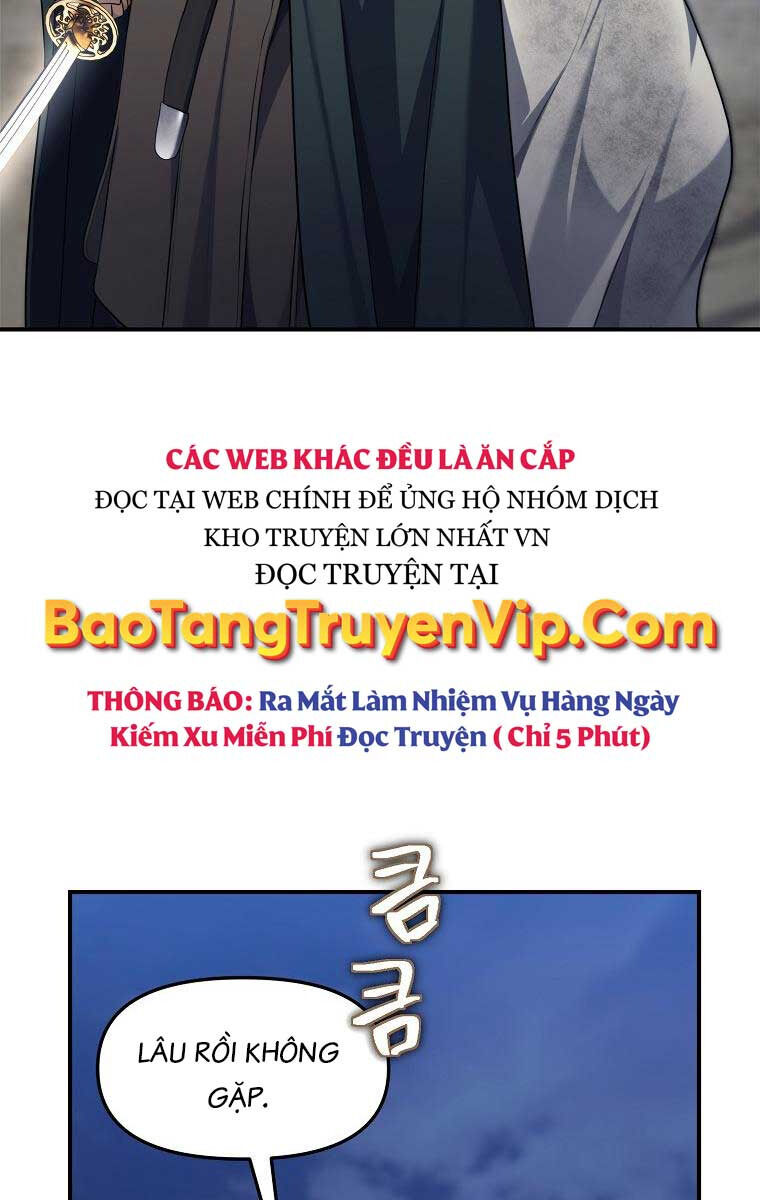 CÁC WEB KHÁC ĐỀU LÀ ĂN CẮP
ĐỌC TẠI WEB CHÍNH ĐỂ ỦNG HỘ NHÓM DỊCH
KHO TRUYỆN LỚN NHẤT VN
ĐỌC TRUYỆN TẠI
BaoTangTruyenVip.Com
THÔNG BÁO: Ra Mắt Làm Nhiệm Vụ Hàng Ngày
Kiếm Xu Miễn Phí Đọc Truyện ( Chỉ 5 Phút)
큼
큼
LÂU RỒI KHÔNG
GẶP.